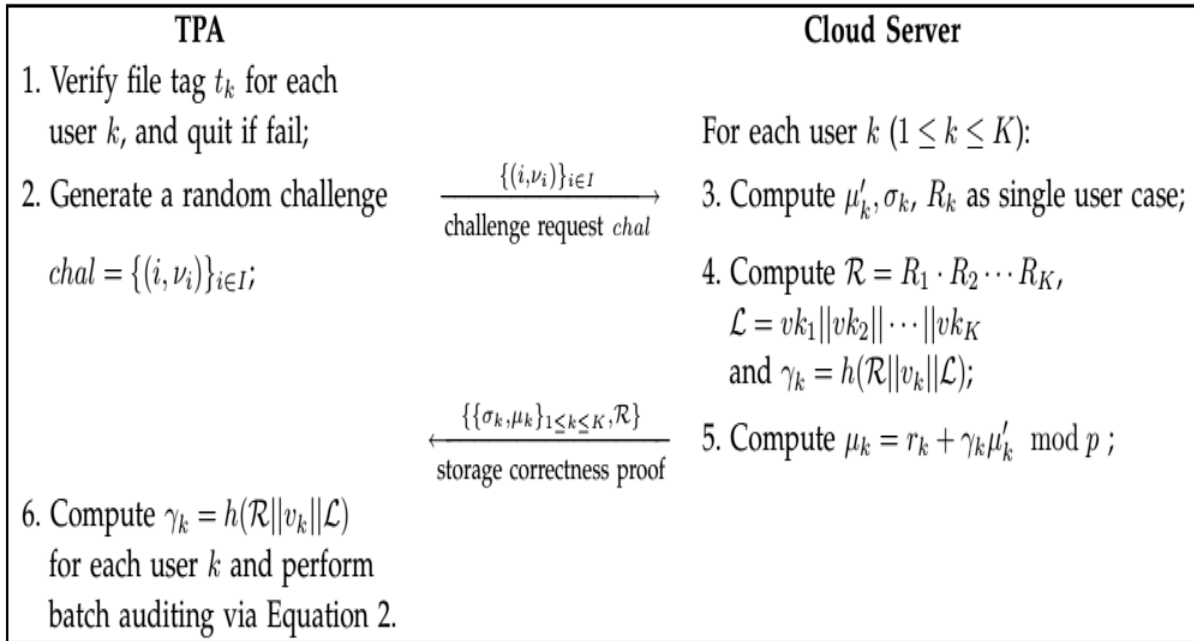 TPA
Cloud Server
1. Verify file tag t_k for each
user k, and quit if fail;
For each user k (1 ≤ k ≤ K):
2. Generate a random challenge
{(i,ν_i)}_{i∈I}
challenge request chal
3. Compute μ′_k, σ_k, R_k as single user case;
chal = {(i, ν_i)}_{i∈I};
4. Compute ℛ = R_1 · R_2 ··· R_K,
ℒ = vk_1||vk_2||···||vk_K
and γ_k = h(ℛ||v_k||ℒ);
{{σ_k,μ_k}_{1≤k≤K},ℛ}
storage correctness proof
5. Compute μ_k = r_k + γ_kμ′_k mod p ;
6. Compute γ_k = h(ℛ||v_k||ℒ)
for each user k and perform
batch auditing via Equation 2.